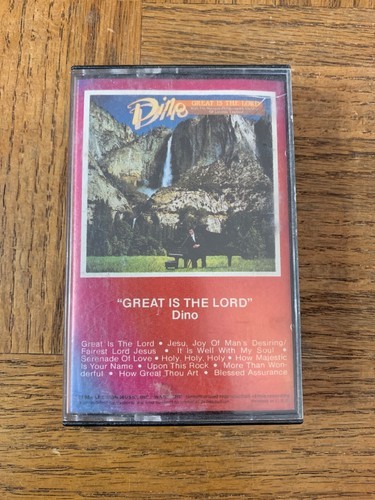 Dino
GREAT IS THE LORD
"GREAT IS THE LORD"
Dino
Great Is The Lord • Jesu, Joy Of Man's Desiring/
Fairest Lord Jesus • It Is Well With My Soul •
Serenade Of Love • Holy, Holy, Holy • How Majestic
Is Your Name • Upon This Rock • More Than Won-
derful • How Great Thou Art • Blessed Assurance